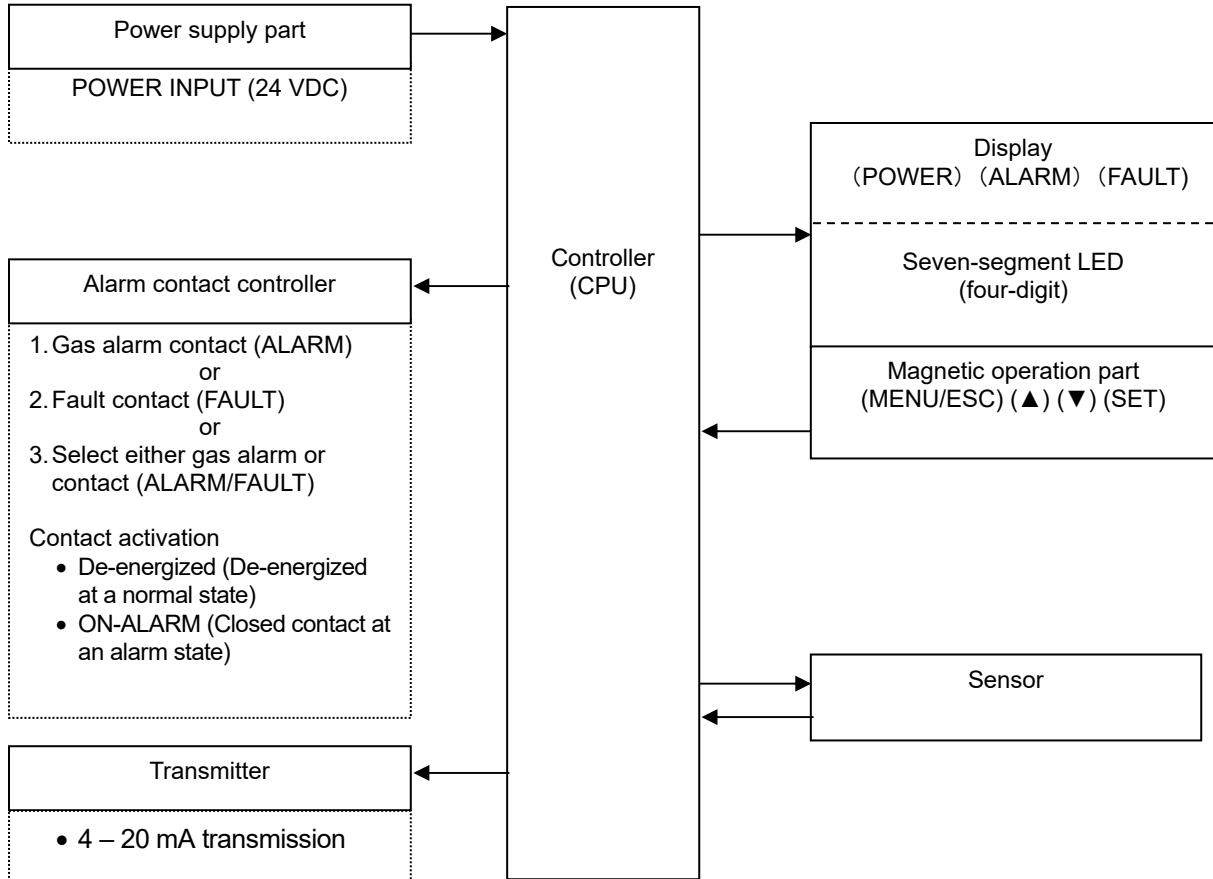 Power supply part
POWER INPUT (24 VDC)
Alarm contact controller
1. Gas alarm contact (ALARM)
or
2. Fault contact (FAULT)
or
3. Select either gas alarm or
contact (ALARM/FAULT)
Contact activation
• De-energized (De-energized
at a normal state)
• ON-ALARM (Closed contact at
an alarm state)
Transmitter
• 4 – 20 mA transmission
Controller
(CPU)
Display
（POWER）（ALARM）（FAULT）
Seven-segment LED
(four-digit)
Magnetic operation part
(MENU/ESC) (▲) (▼) (SET)
Sensor